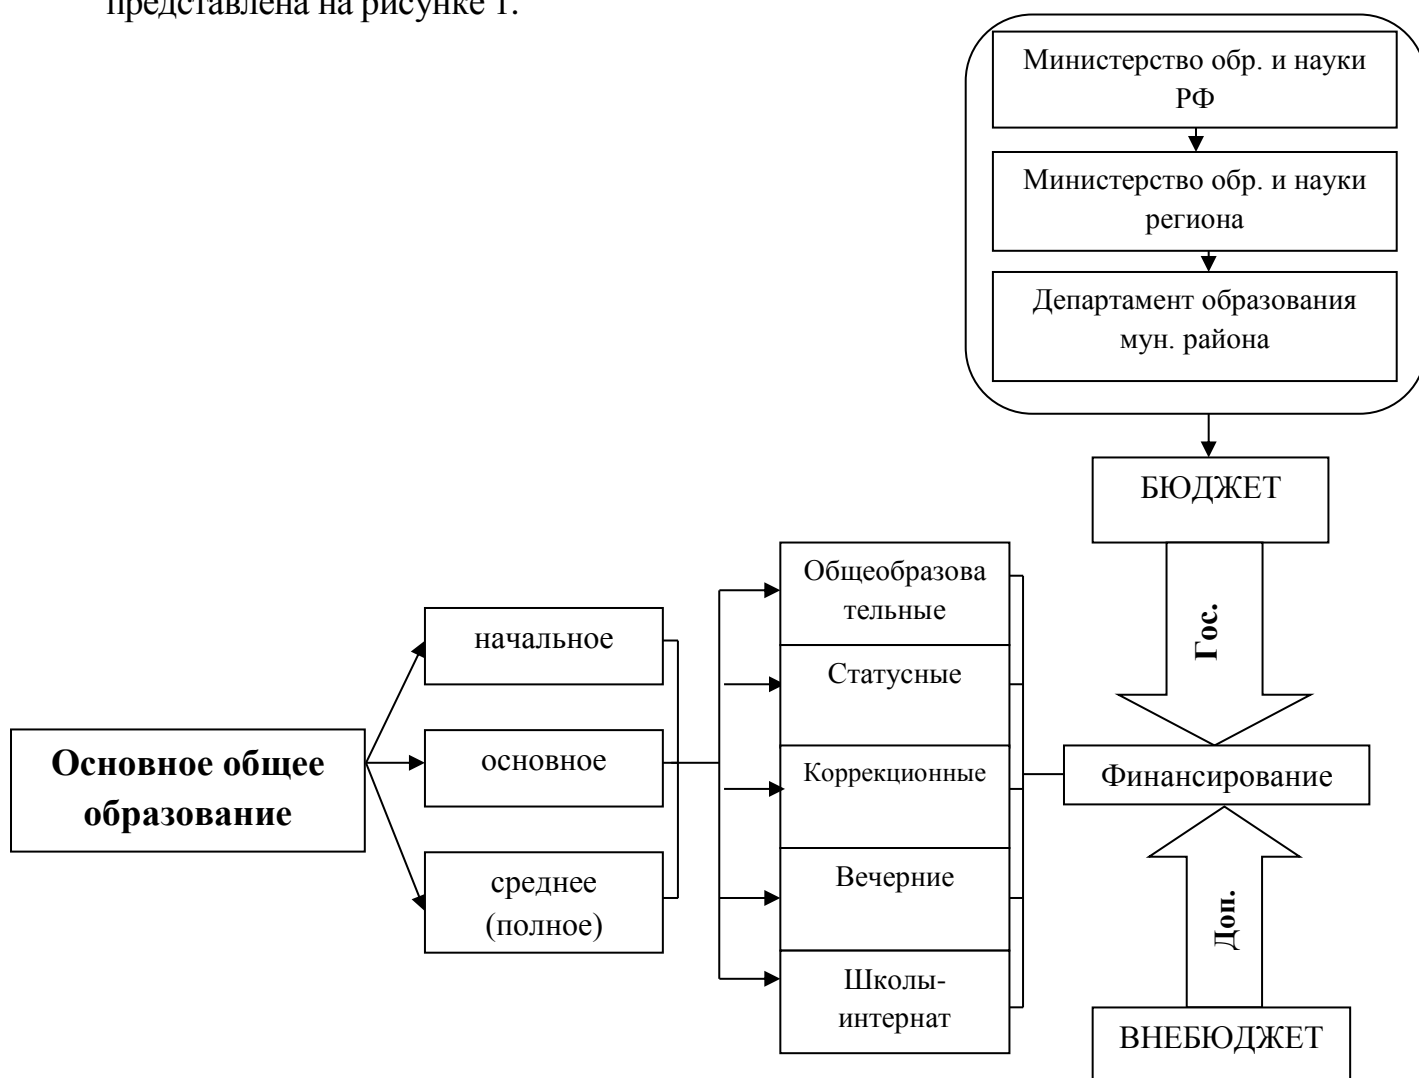 представлена на рисунке 1.
Министерство обр. и науки
РФ
Министерство обр. и науки
региона
Департамент образования
мун. района
БЮДЖЕТ
Гос.
Общеобразова
тельные
Статусные
Коррекционные
Вечерние
Школы-
интернат
начальное
основное
среднее
(полное)
Основное общее
образование
Финансирование
Доп.
ВНЕБЮДЖЕТ